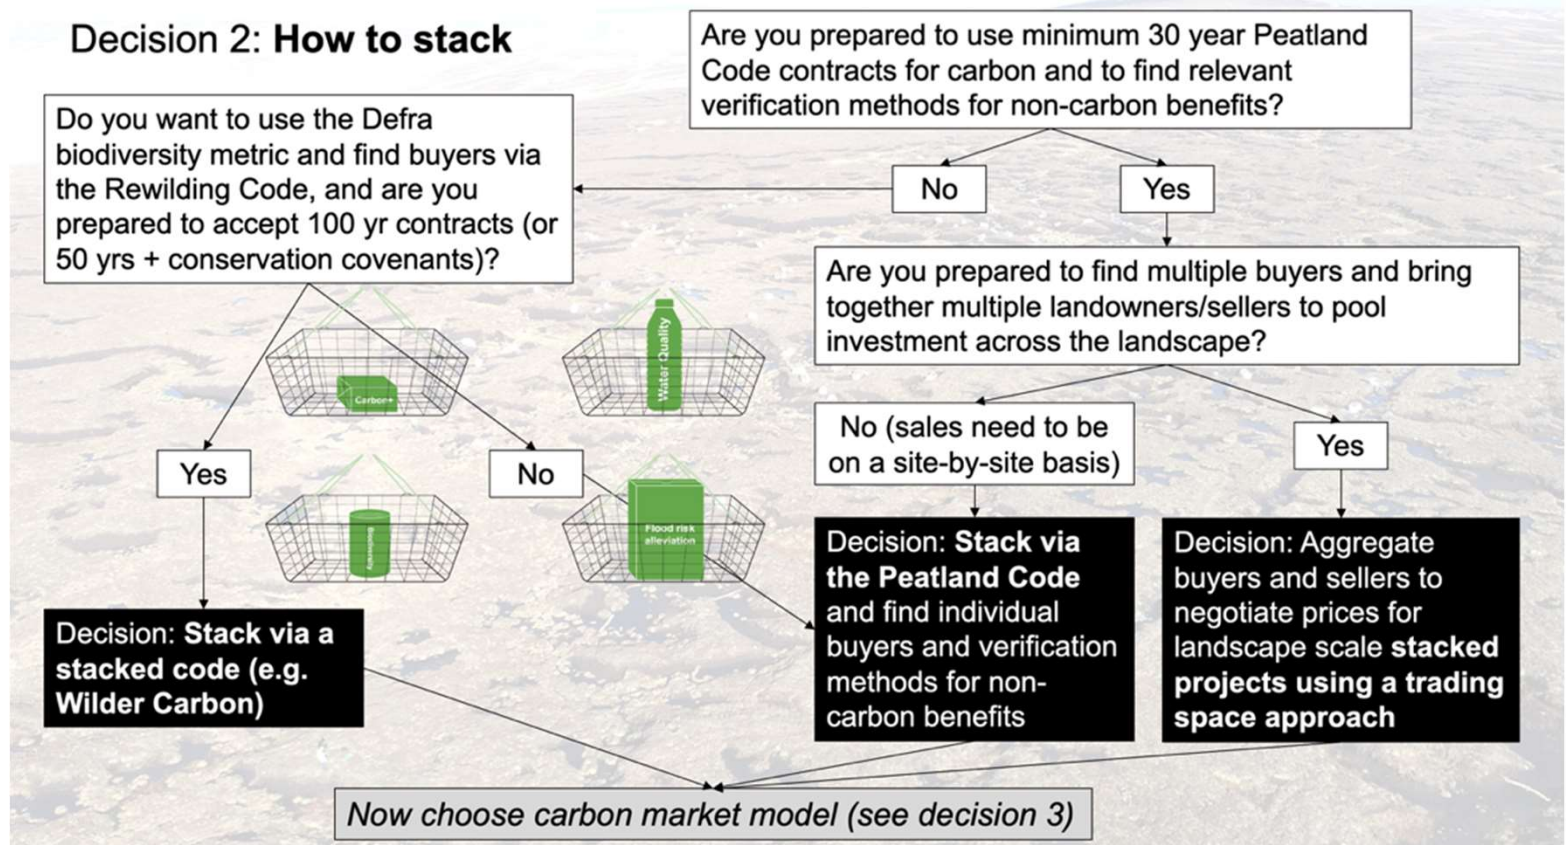 Decision 2: How to stack
Are you prepared to use minimum 30 year Peatland
Code contracts for carbon and to find relevant
verification methods for non-carbon benefits?
No
Yes
Do you want to use the Defra
biodiversity metric and find buyers via
the Rewilding Code, and are you
prepared to accept 100 yr contracts (or
50 yrs + conservation covenants)?
Are you prepared to find multiple buyers and bring
together multiple landowners/sellers to pool
investment across the landscape?
Carbon+
Water Quality
Biodiversity
Flood risk
alleviation
Yes
No
No (sales need to be
on a site-by-site basis)
Yes
Decision: Stack via a
stacked code (e.g.
Wilder Carbon)
Decision: Stack via
the Peatland Code
and find individual
buyers and verification
methods for non-
carbon benefits
Decision: Aggregate
buyers and sellers to
negotiate prices for
landscape scale stacked
projects using a trading
space approach
Now choose carbon market model (see decision 3)